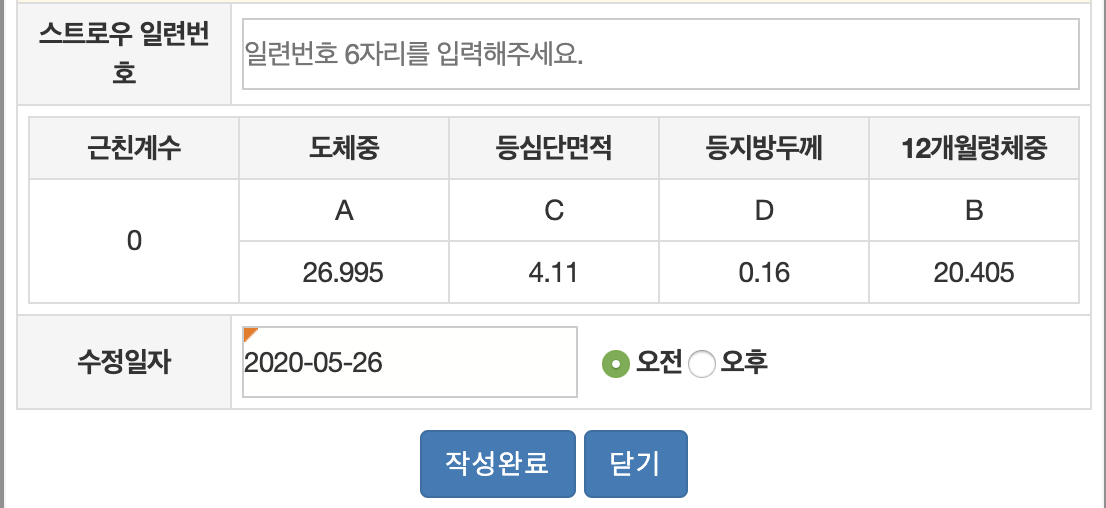 스트로우 일련번
호
일련번호 6자리를 입력해주세요.
근친계수 도체중 등심단면적 등지방두께 12개월령체중
A C D B
0
26.995 4.11 0.16 20.405
수정일자 2020-05-26 오전 오후
작성완료 닫기